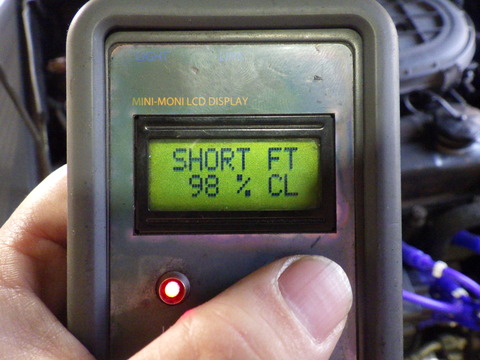 MINI-MONI LCD DISPLAY
SHORT FT
98 % CL